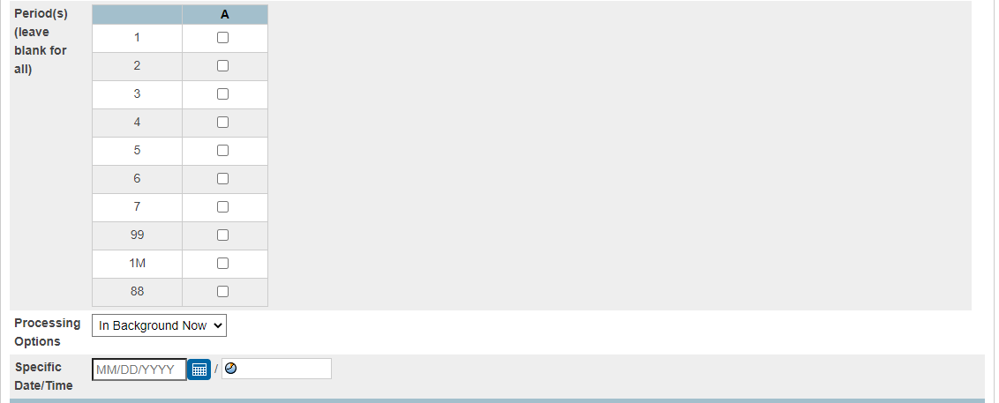 Period(s)
(leave
blank for
all)
A
1
2
3
4
5
6
7
99
1M
88
Processing
Options
In Background Now
Specific
Date/Time
MM/DD/YYYY /